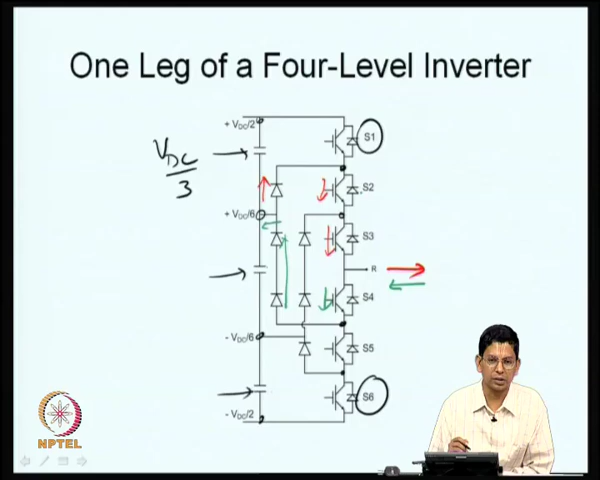 One Leg of a Four-Level Inverter
+ VDC/2
S1
VDC
3
S2
+ VDC/6
S3
R
S4
- VDC/6
S5
S6
- VDC/2
NPTEL